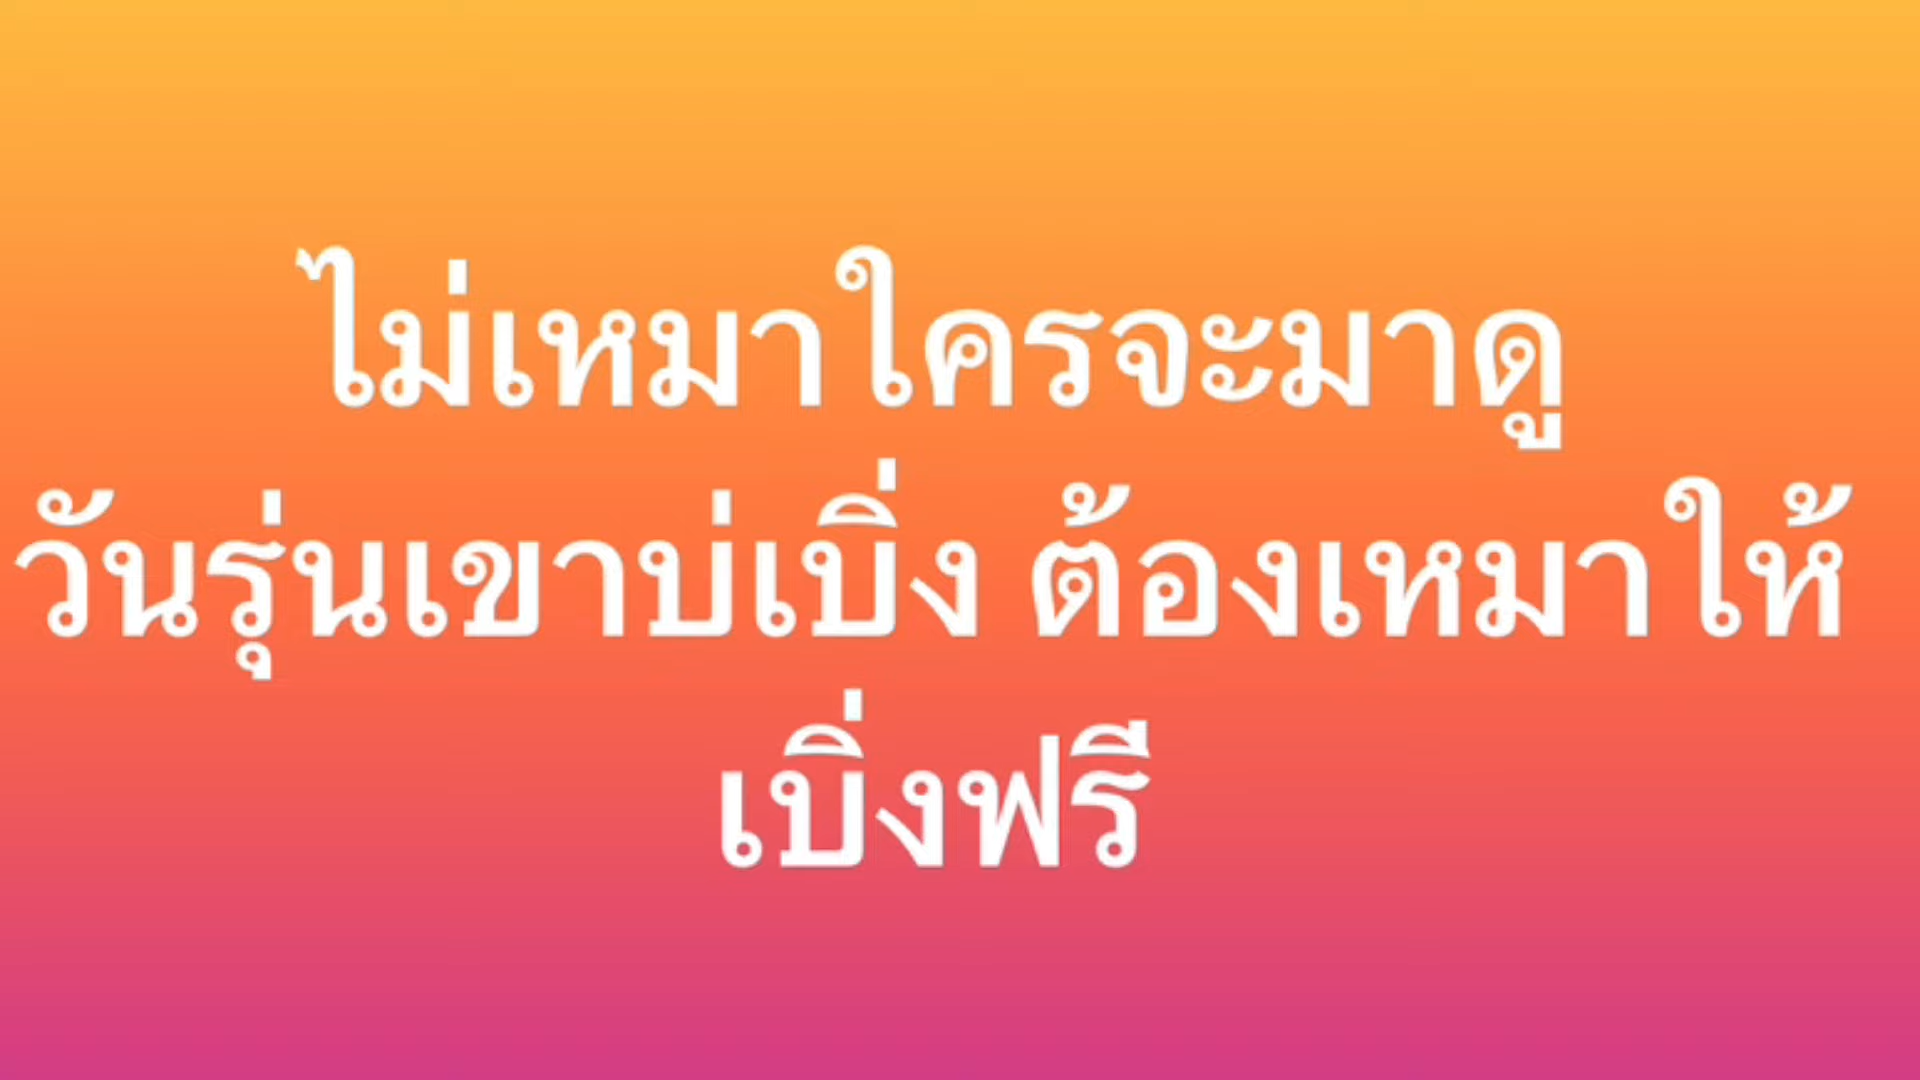 ไม่เหมาใครจะมาดู
วันรุ่นเขาบ่เบิ่ง ต้องเหมาให้
เบิ่งฟรี